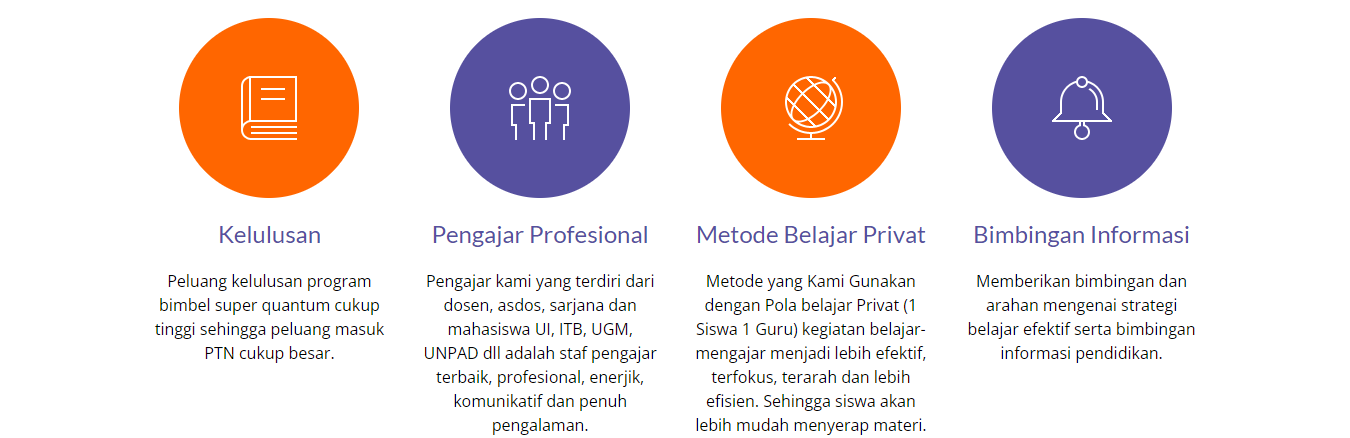 Kelulusan
Peluang kelulusan program
bimbel super quantum cukup
tinggi sehingga peluang masuk
PTN cukup besar.
Pengajar Profesional
Pengajar kami yang terdiri dari
dosen, asdos, sarjana dan
mahasiswa UI, ITB, UGM,
UNPAD dll adalah staf pengajar
terbaik, profesional, enerjik,
komunikatif dan penuh
pengalaman.
Metode Belajar Privat
Metode yang Kami Gunakan
dengan Pola belajar Privat (1
Siswa 1 Guru) kegiatan belajar-
mengajar menjadi lebih efektif,
terfokus, terarah dan lebih
efisien. Sehingga siswa akan
lebih mudah menyerap materi.
Bimbingan Informasi
Memberikan bimbingan dan
arahan mengenai strategi
belajar efektif serta bimbingan
informasi pendidikan.